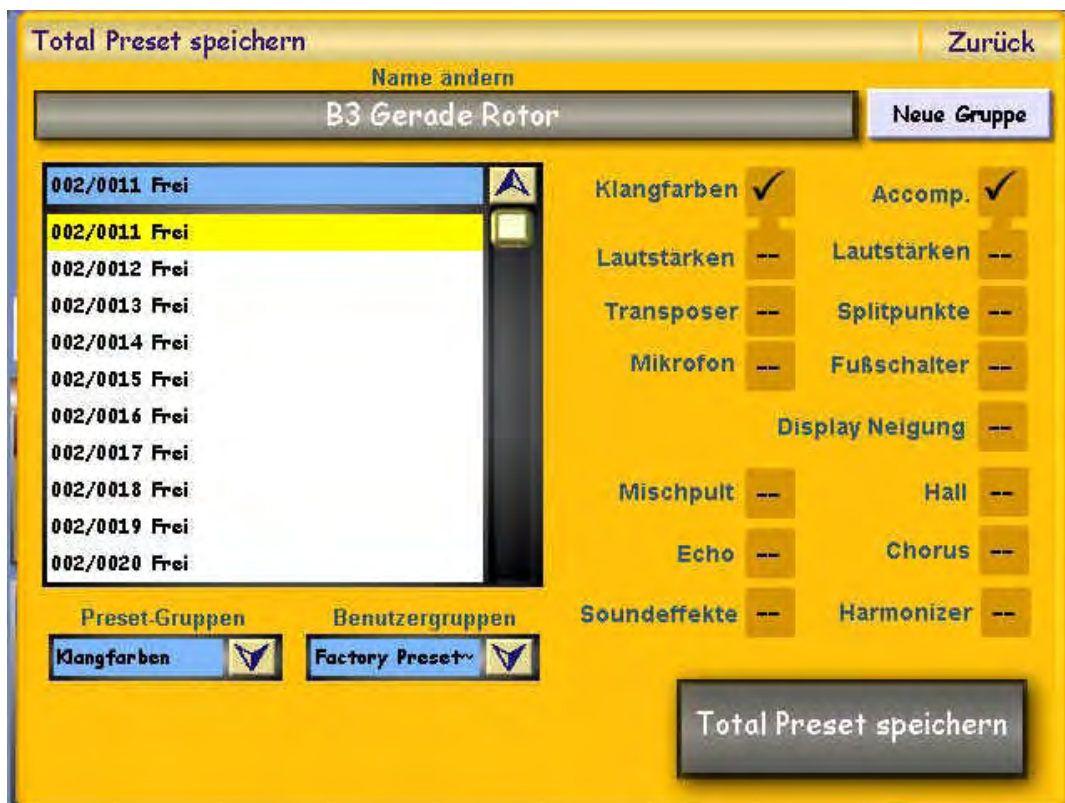 Total Preset speichern Zurück
Name ändern
B3 Gerade Rotor Neue Gruppe
002/0011 Frei
002/0011 Frei
002/0012 Frei
002/0013 Frei
002/0014 Frei
002/0015 Frei
002/0016 Frei
002/0017 Frei
002/0018 Frei
002/0019 Frei
002/0020 Frei
Preset-Gruppen Benutzergruppen
Klangfarben Factory Preset~
Klangfarben ✓ Accomp. ✓
Lautstärken -- Lautstärken --
Transposer -- Splitpunkte --
Mikrofon -- Fußschalter --
Display Neigung --
Mischpult -- Hall --
Echo -- Chorus --
Soundeffekte -- Harmonizer --
Total Preset speichern